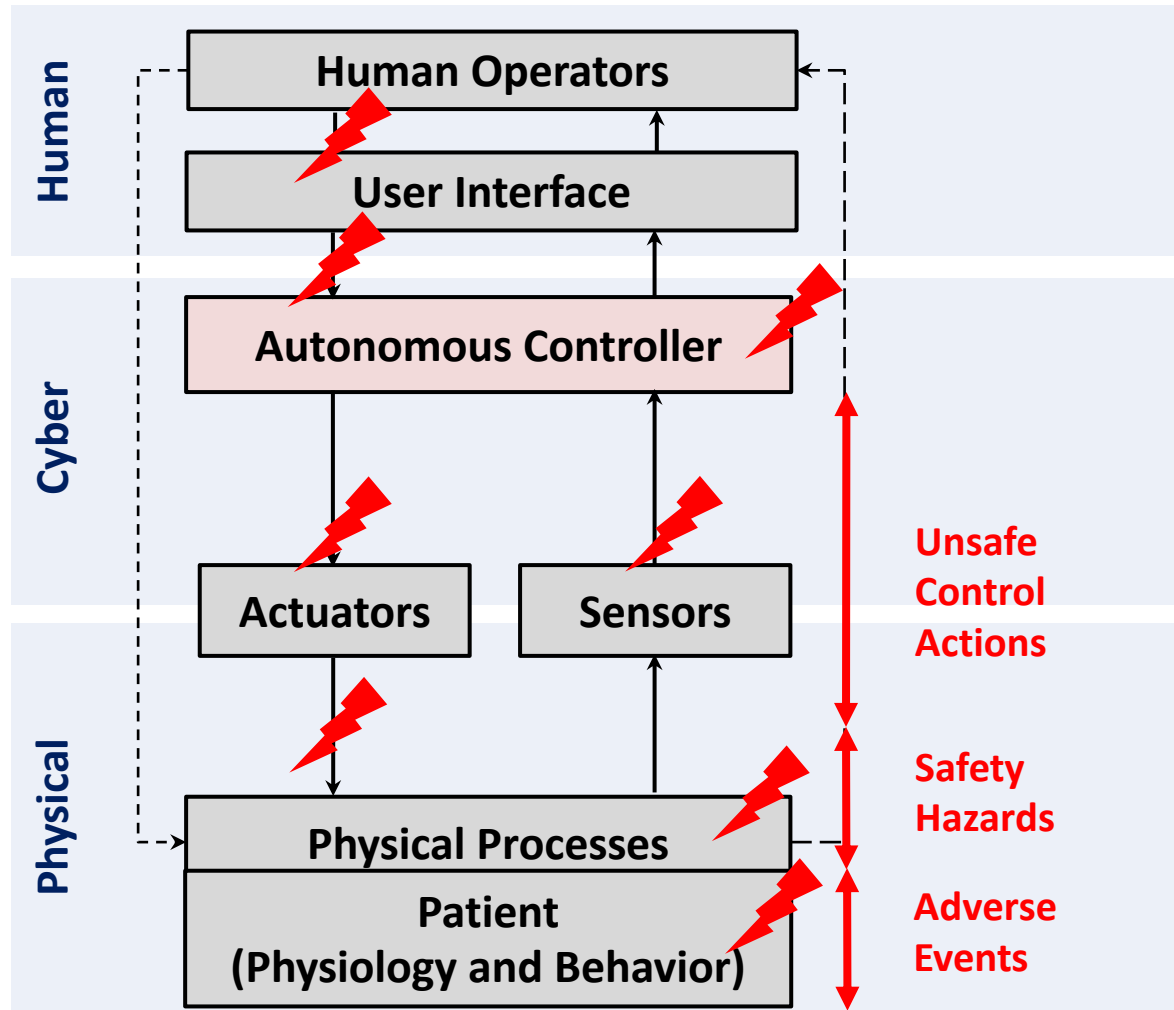 Human
Human Operators
User Interface
Cyber
Autonomous Controller
Actuators
Sensors
Unsafe
Control
Actions
Physical
Physical Processes
Safety
Hazards
Patient
(Physiology and Behavior)
Adverse
Events